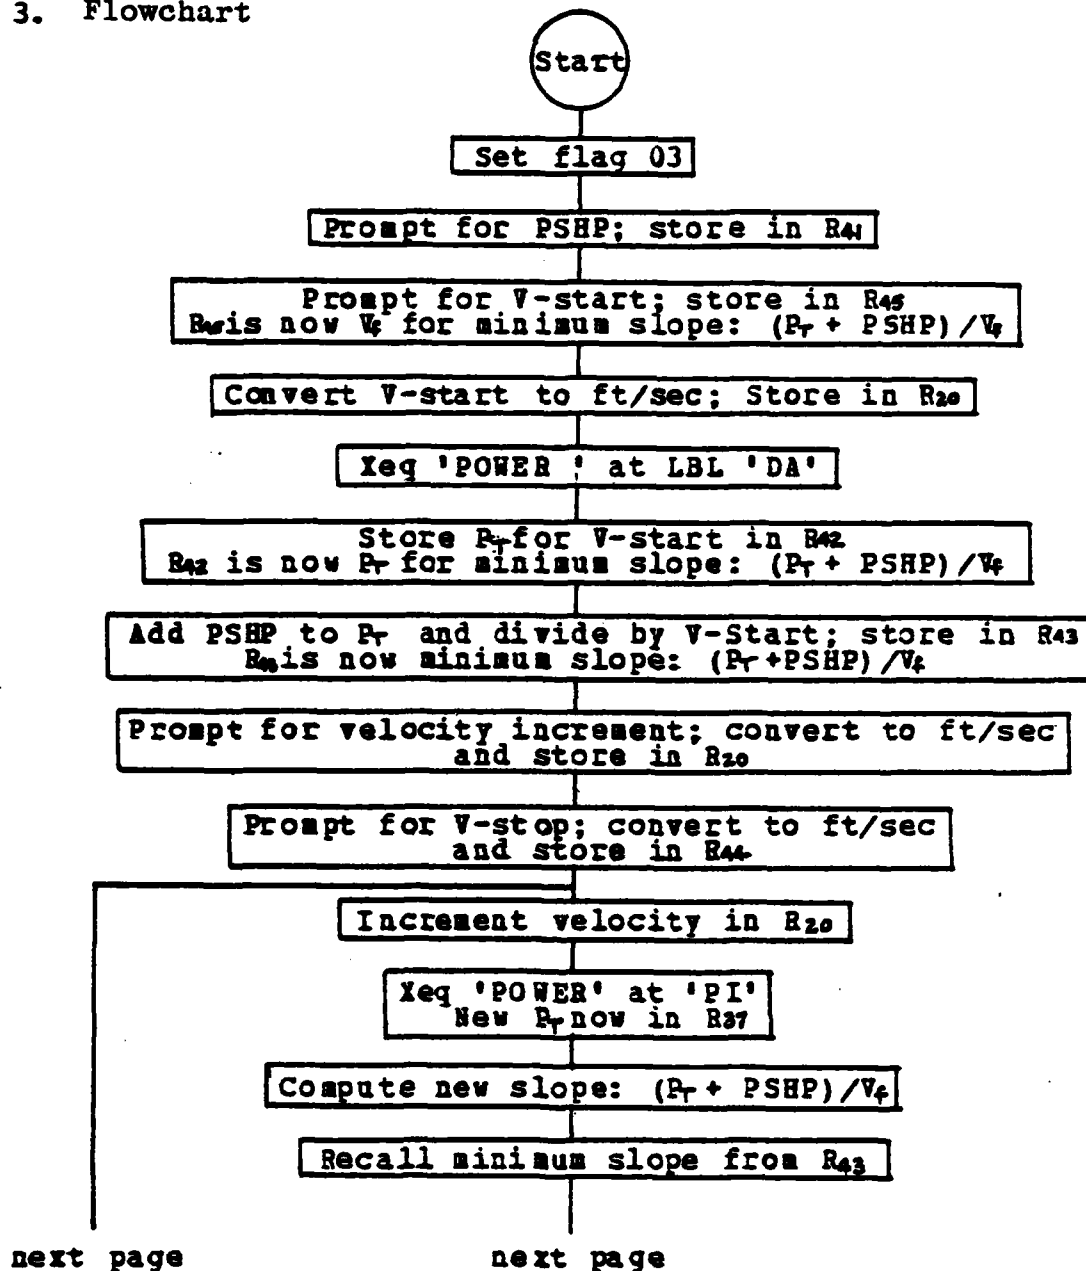 3. Flowchart
Start
Set flag 03
Prompt for PSHP; store in R41
Prompt for V-start; store in R45
R45 is now Vf for minimum slope: (PT + PSHP)/Vf
Convert V-start to ft/sec; Store in R20
Xeq 'POWER ' at LBL 'DA'
Store PT for V-start in R42
R42 is now PT for minimum slope: (PT + PSHP)/Vf
Add PSHP to PT and divide by V-Start; store in R43
is now minimum slope: (PT +PSHP)/Vf
Prompt for velocity increment; convert to ft/sec
and store in R20
Prompt for V-stop; convert to ft/sec
and store in R44
Increment velocity in R20
Xeq 'POWER' at 'PI'
New PT now in R37
Compute new slope: (PT + PSHP)/Vf
Recall minimum slope from R43
next page
next page